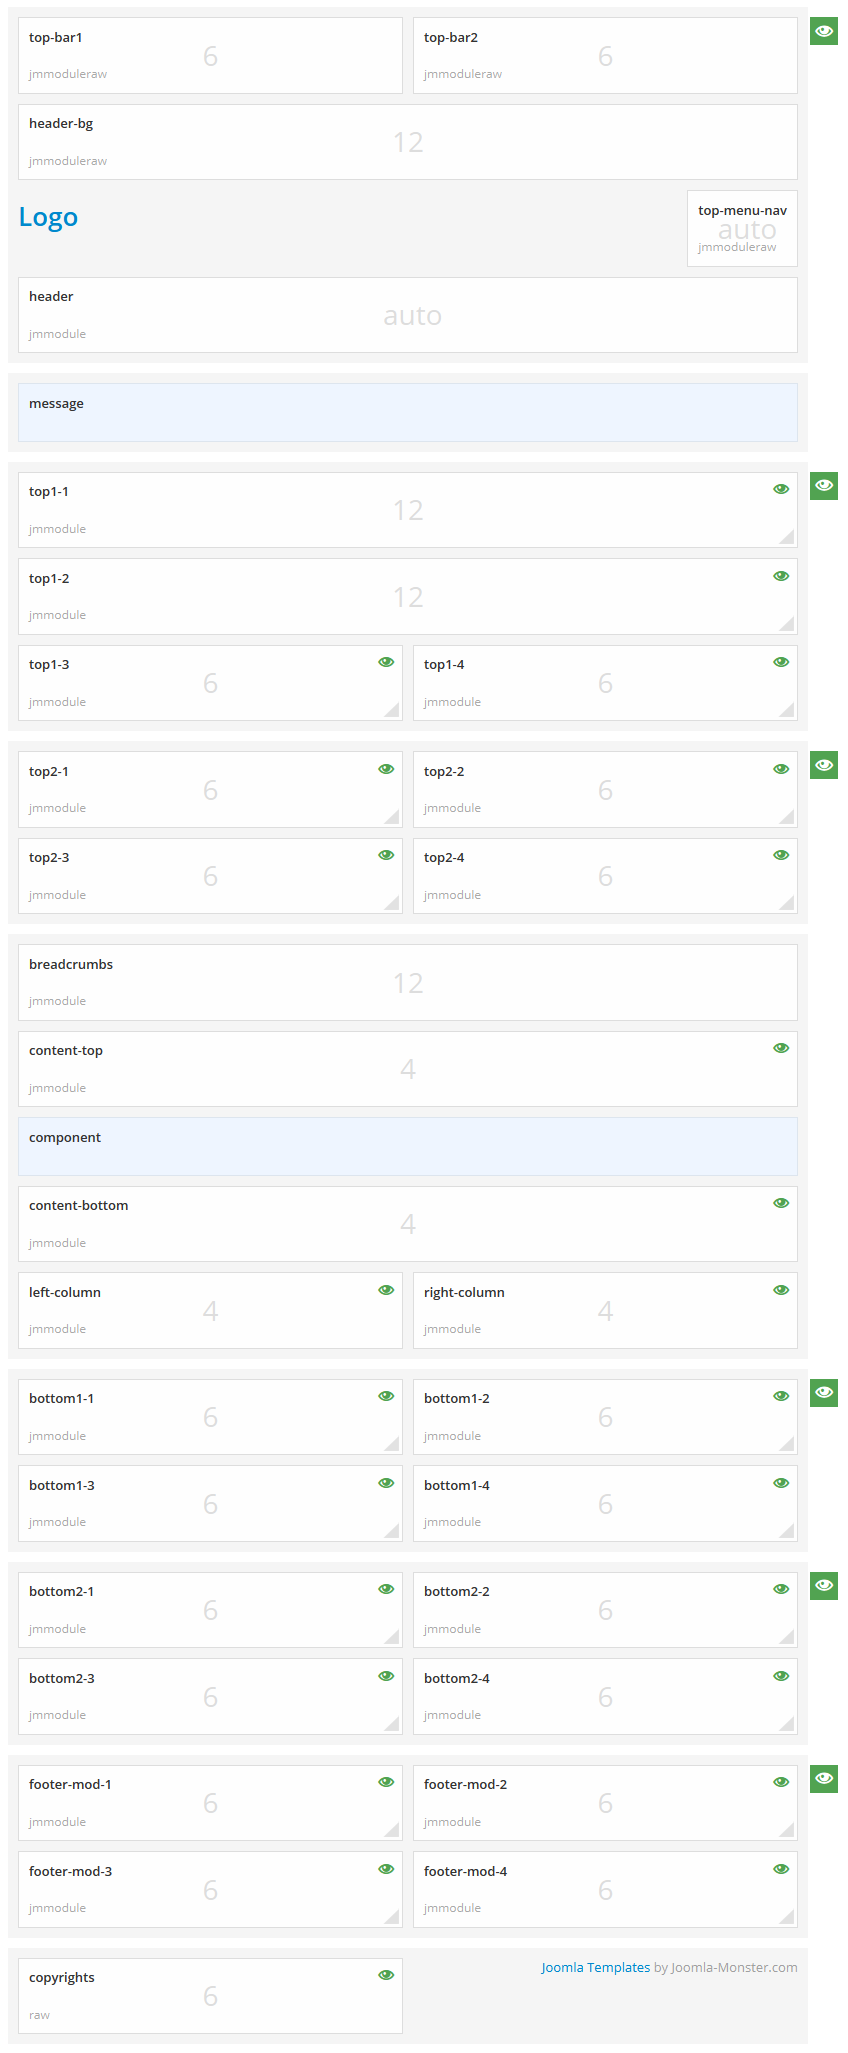 top-bar1
6
jmmoduleraw
top-bar2
6
jmmoduleraw
header-bg
12
jmmoduleraw
Logo
top-menu-nav
auto
jmmoduleraw
header
auto
jmmodule
message
top1-1
12
jmmodule
top1-2
12
jmmodule
top1-3
6
jmmodule
top1-4
6
jmmodule
top2-1
6
jmmodule
top2-2
6
jmmodule
top2-3
6
jmmodule
top2-4
6
jmmodule
breadcrumbs
12
jmmodule
content-top
4
jmmodule
component
content-bottom
4
jmmodule
left-column
4
jmmodule
right-column
4
jmmodule
bottom1-1
6
jmmodule
bottom1-2
6
jmmodule
bottom1-3
6
jmmodule
bottom1-4
6
jmmodule
bottom2-1
6
jmmodule
bottom2-2
6
jmmodule
bottom2-3
6
jmmodule
bottom2-4
6
jmmodule
footer-mod-1
6
jmmodule
footer-mod-2
6
jmmodule
footer-mod-3
6
jmmodule
footer-mod-4
6
jmmodule
copyrights
6
raw
Joomla Templates by Joomla-Monster.com